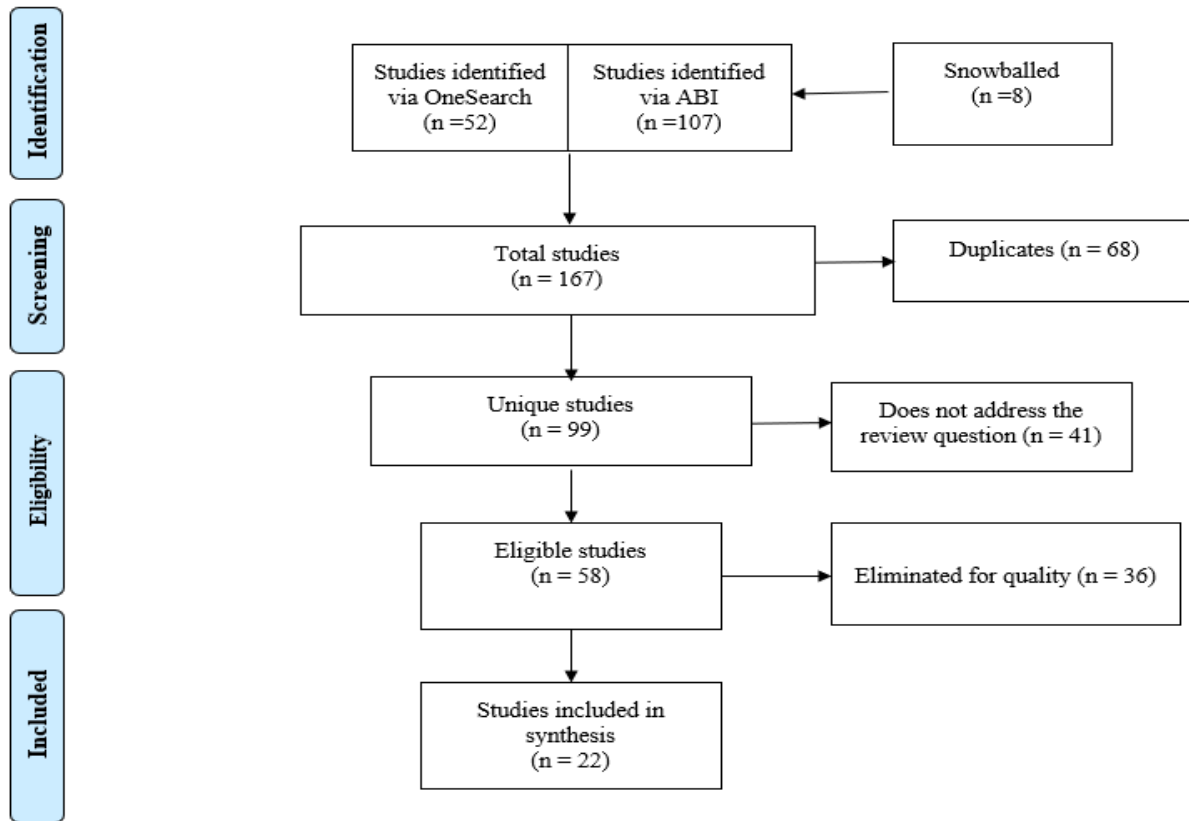 Identification
Studies identified
via OneSearch
(n =52)
Studies identified
via ABI
(n =107)
Snowballed
(n =8)
Screening
Total studies
(n = 167)
Duplicates (n = 68)
Eligibility
Unique studies
(n = 99)
Does not address the
review question (n = 41)
Eligible studies
(n = 58)
Eliminated for quality (n = 36)
Included
Studies included in
synthesis
(n = 22)